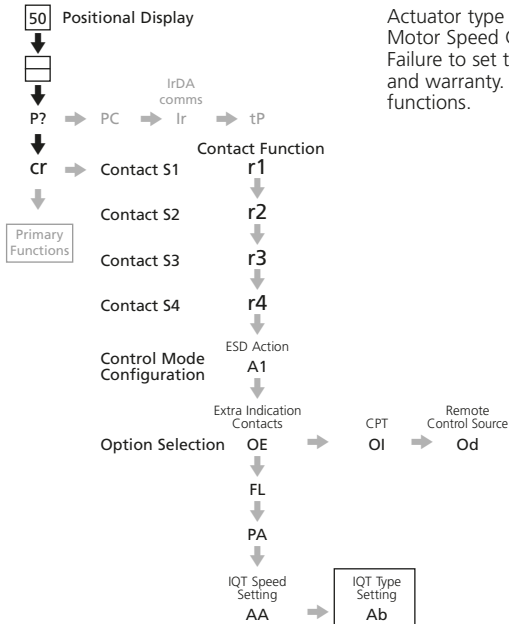 50 Positional Display
Actuator type
Motor Speed
Failure to set t
and warranty.
functions.
IrDA
comms
P? PC Ir tP
Contact Function
cr Contact S1 r1
Contact S2 r2
Primary
Functions
Contact S3 r3
Contact S4 r4
ESD Action
Control Mode
Configuration
A1
Extra Indication
Contacts
CPT
Remote
Control Source
Option Selection OE OI Od
FL
PA
IQT Speed
Setting
IQT Type
Setting
AA Ab